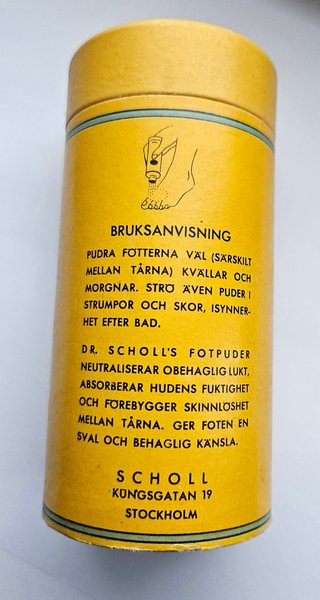 BRUKSANVISNING
PUDRA FÖTTERNA VÄL (SÄRSKILT
MELLAN TÅRNA) KVÄLLAR OCH
MORGNAR. STRÖ ÄVEN PUDER I
STRUMPOR OCH SKOR, ISYNNER-
HET EFTER BAD.
DR. SCHOLL'S FOTPUDER
NEUTRALISERAR OBEHAGLIG LUKT,
ABSORBERAR HUDENS FUKTIGHET
OCH FÖREBYGGER SKINNLÖSHET
MELLAN TÅRNA. GER FOTEN EN
SVAL OCH BEHAGLIG KÄNSLA.
SCHOLL
KUNGSGATAN 19
STOCKHOLM